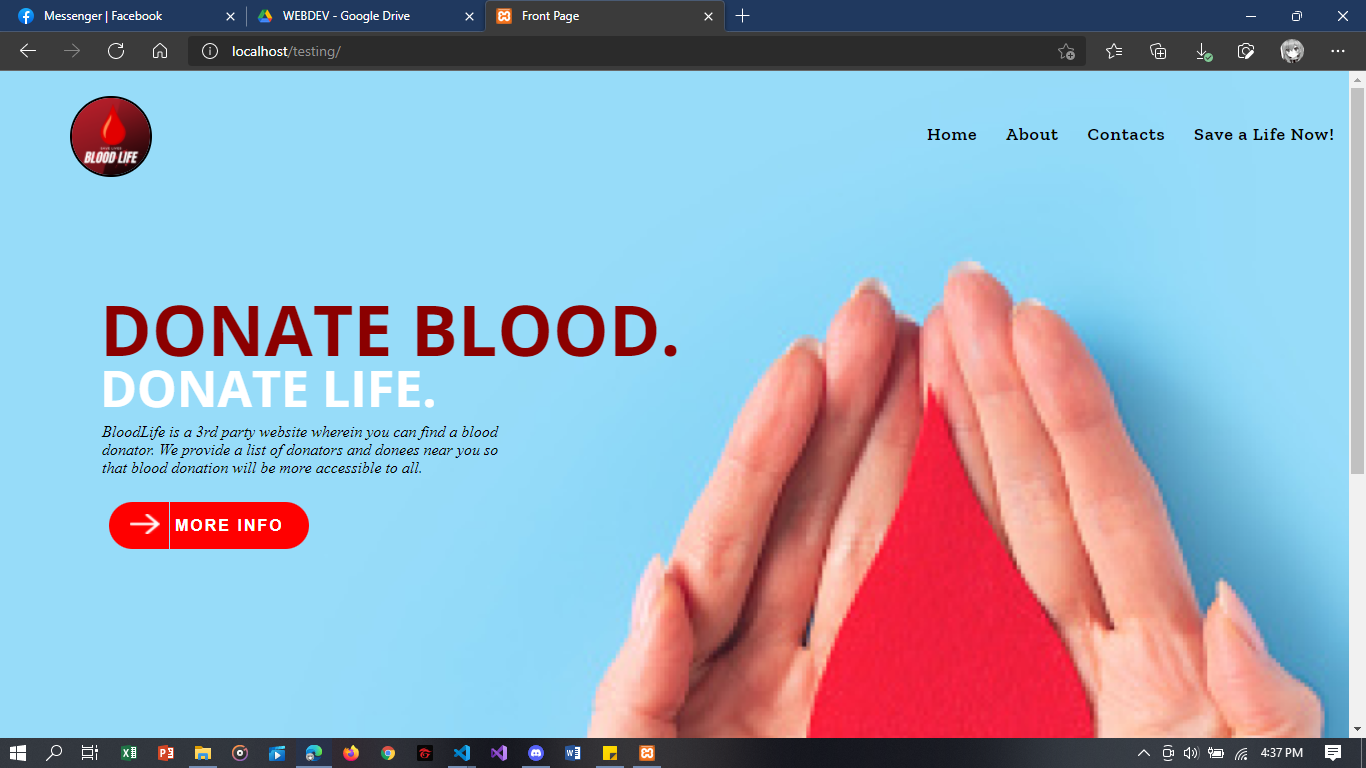 Messenger | Facebook
WEBDEV - Google Drive
Front Page
localhost/testing/
BLOOD LIFE
Home About Contacts Save a Life Now!
DONATE BLOOD.
DONATE LIFE.
BloodLife is a 3rd party website wherein you can find a blood
donator. We provide a list of donators and donees near you so
that blood donation will be more accessible to all.
MORE INFO
4:37 PM